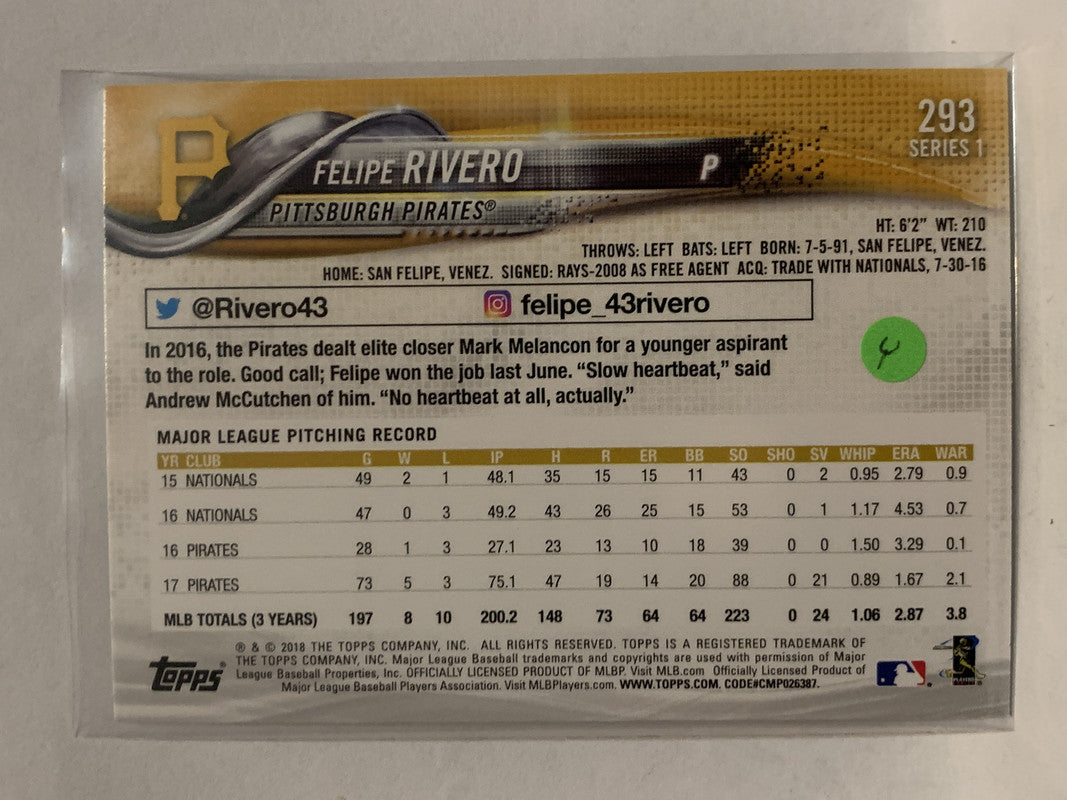 P
FELIPE RIVERO P
PITTSBURGH PIRATES®
293
SERIES 1
HT: 6'2" WT: 210
THROWS: LEFT BATS: LEFT BORN: 7-5-91, SAN FELIPE, VENEZ.
HOME: SAN FELIPE, VENEZ. SIGNED: RAYS-2008 AS FREE AGENT ACQ: TRADE WITH NATIONALS, 7-30-16
@Rivero43 felipe_43rivero
In 2016, the Pirates dealt elite closer Mark Melancon for a younger aspirant
to the role. Good call; Felipe won the job last June. “Slow heartbeat,” said
Andrew McCutchen of him. “No heartbeat at all, actually.”
4
MAJOR LEAGUE PITCHING RECORD
YR CLUB G W L IP H R ER BB SO SHO SV WHIP ERA WAR
15 NATIONALS 49 2 1 48.1 35 15 15 11 43 0 2 0.95 2.79 0.9
16 NATIONALS 47 0 3 49.2 43 26 25 15 53 0 1 1.17 4.53 0.7
16 PIRATES 28 1 3 27.1 23 13 10 18 39 0 0 1.50 3.29 0.1
17 PIRATES 73 5 3 75.1 47 19 14 20 88 0 21 0.89 1.67 2.1
MLB TOTALS (3 YEARS) 197 8 10 200.2 148 73 64 64 223 0 24 1.06 2.87 3.8
® & © 2018 THE TOPPS COMPANY, INC. ALL RIGHTS RESERVED. TOPPS IS A REGISTERED TRADEMARK OF
THE TOPPS COMPANY, INC. Major League Baseball trademarks and copyrights are used with permission of Major
League Baseball Properties, Inc. OFFICIALLY LICENSED PRODUCT OF MLBP. Visit MLB.com Officially Licensed Product of
Major League Baseball Players Association. Visit MLBPlayers.com. WWW.TOPPS.COM. CODE#CMP026387.
Topps®
PLAYERS